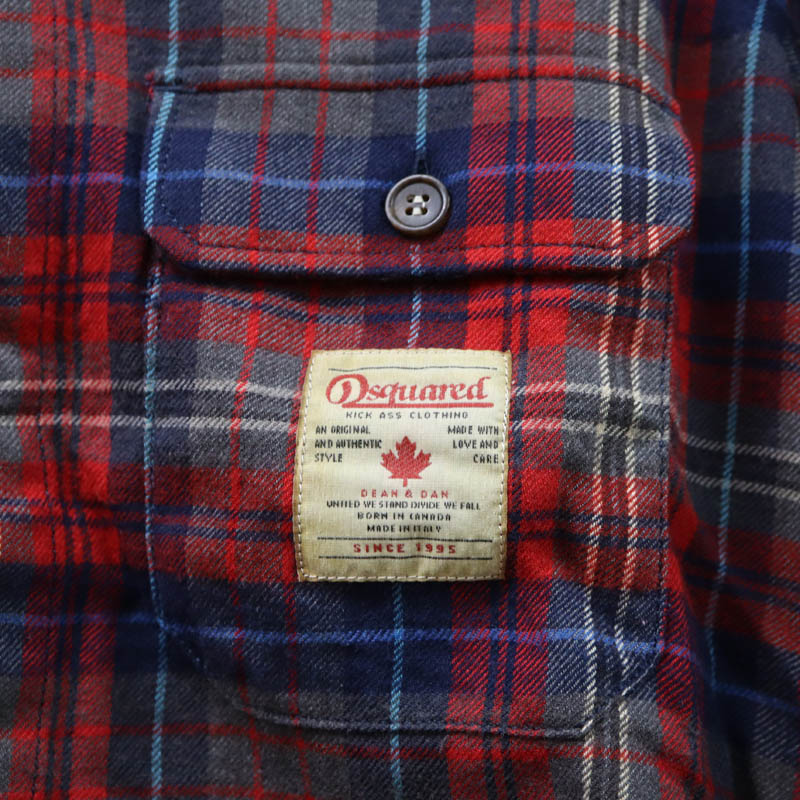 Dsquared
KICK ASS CLOTHING
AN ORIGINAL
AND AUTHENTIC
STYLE
MADE WITH
LOVE AND
CARE
DEAN & DAN
UNITED WE STAND DIVIDE WE FALL
BORN IN CANADA
MADE IN ITALY
SINCE 1995